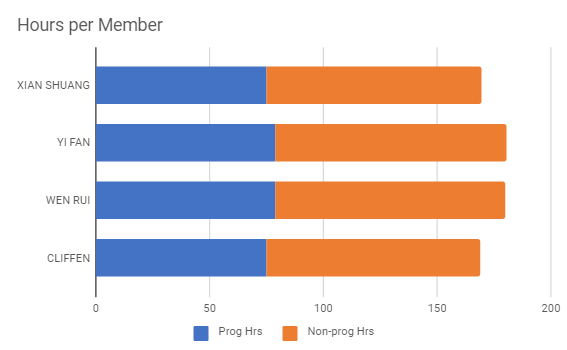 Hours per Member
XIAN SHUANG
YI FAN
WEN RUI
CLIFFEN
0 50 100 150 200
Prog Hrs Non-prog Hrs